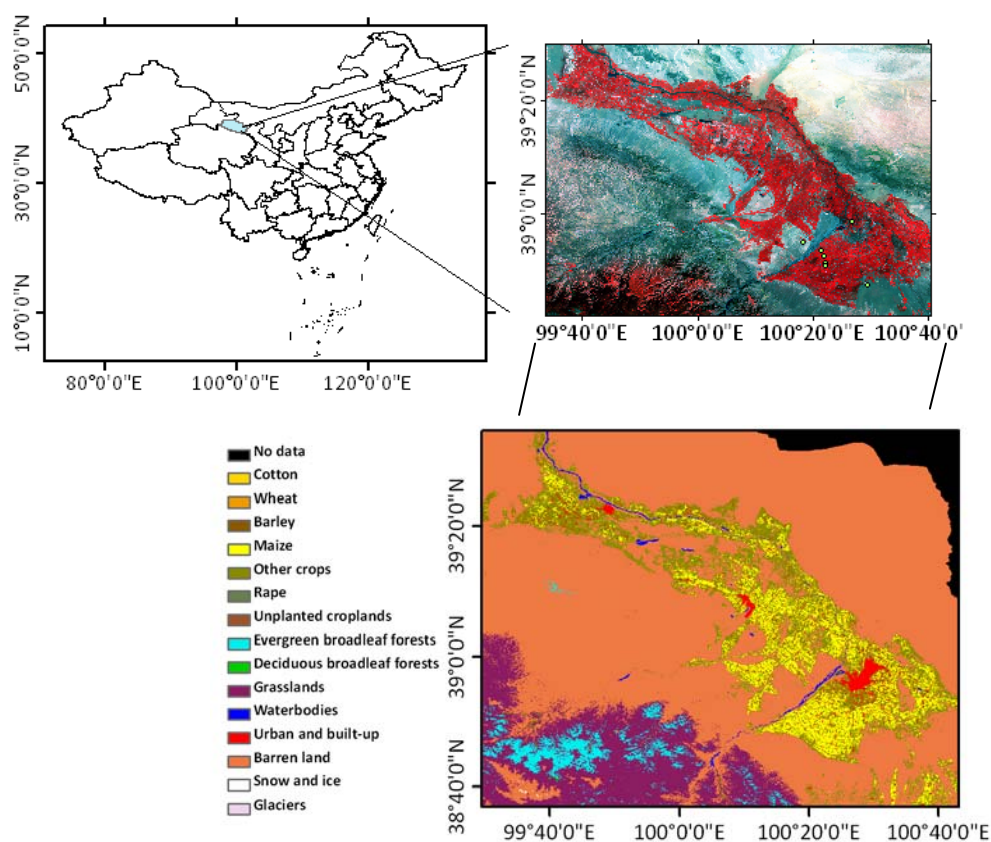 50°0'0"N
30°0'0"N
10°0'0"N
80°0'0"E 100°0'0"E 120°0'0"E
39°20'0"N
39°0'0"N
99°40'0"E 100°0'0"E 100°20'0"E 100°40'0'
No data
Cotton
Wheat
Barley
Maize
Other crops
Rape
Unplanted croplands
Evergreen broadleaf forests
Deciduous broadleaf forests
Grasslands
Waterbodies
Urban and built-up
Barren land
Snow and ice
Glaciers
39°20'0"N
39°0'0"N
38°40'0"N
99°40'0"E 100°0'0"E 100°20'0"E 100°40'0"E